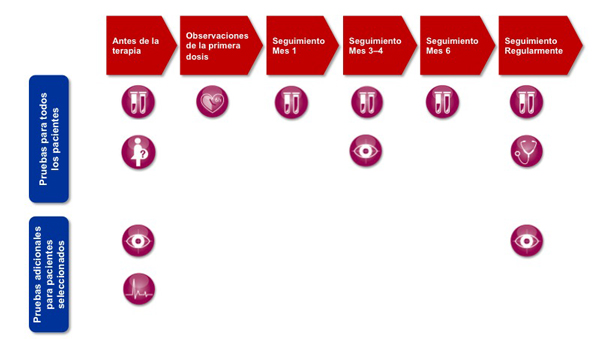 Antes de la
terapia
Observaciones
de la primera
dosis
Seguimiento
Mes 1
Seguimiento
Mes 3–4
Seguimiento
Mes 6
Seguimiento
Regularmente
Pruebas para todos
los pacientes
?
Pruebas adicionales
para pacientes
seleccionados